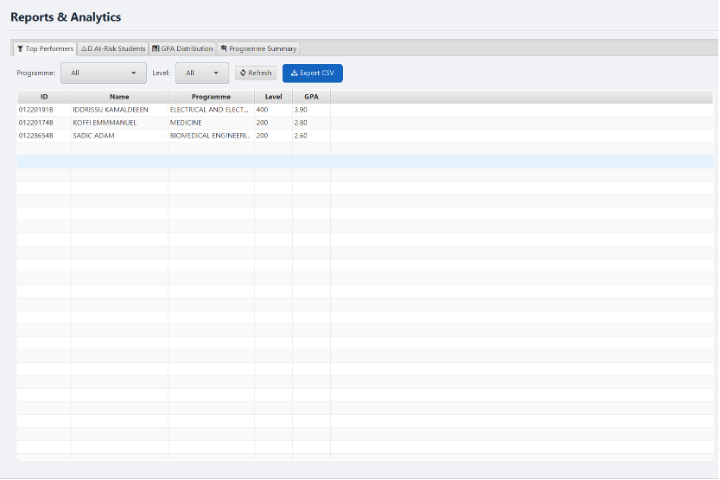 Reports & Analytics
Top Performers At-Risk Students GPA Distribution Programme Summary
Programme: All Level: All Refresh Export CSV
ID Name Programme Level GPA
01220191B IDDRISSU KAMALDEEEN ELECTRICAL AND ELECT... 400 3.90
01220174B KOFFI EMMMANUEL MEDICINE 200 2.80
01228654B SADIC ADAM BIOMEDICAL ENGINEERI... 200 2.60